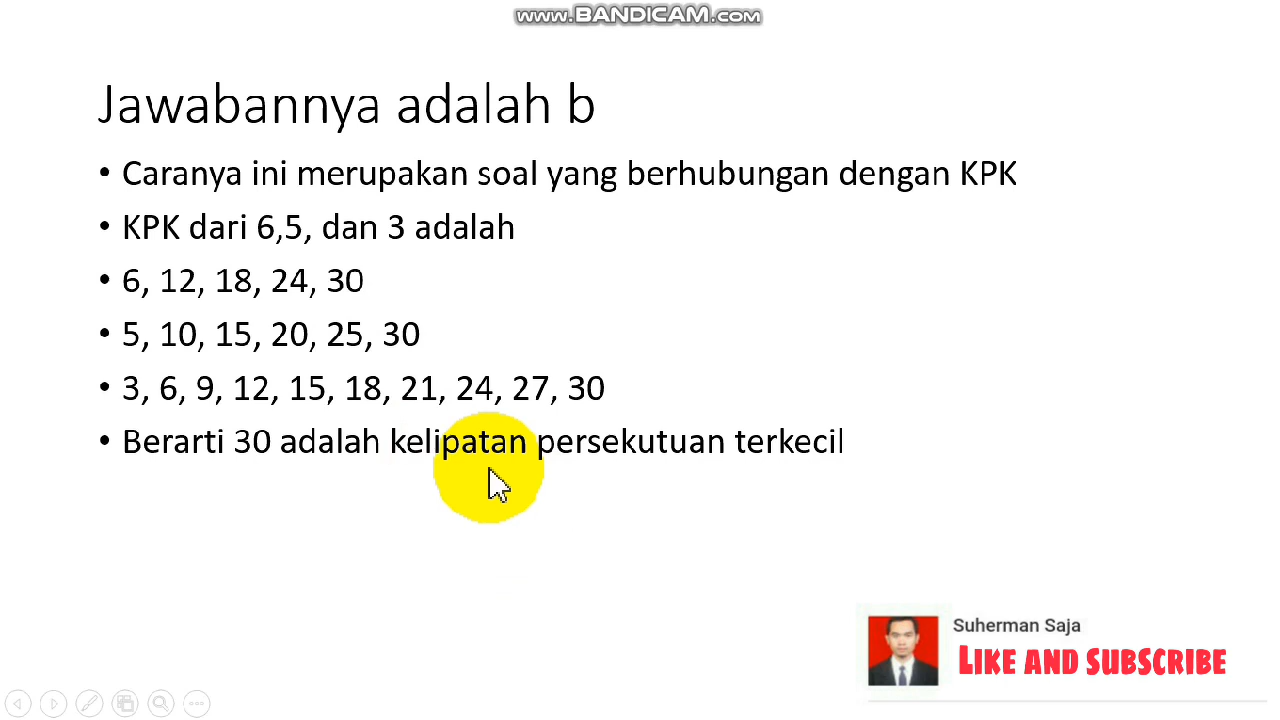 www.BANDICAM.com
Jawabannya adalah b
• Caranya ini merupakan soal yang berhubungan dengan KPK
• KPK dari 6,5, dan 3 adalah
• 6, 12, 18, 24, 30
• 5, 10, 15, 20, 25, 30
• 3, 6, 9, 12, 15, 18, 21, 24, 27, 30
• Berarti 30 adalah kelipatan persekutuan terkecil
Suherman Saja
LIKE AND SUBSCRIBE